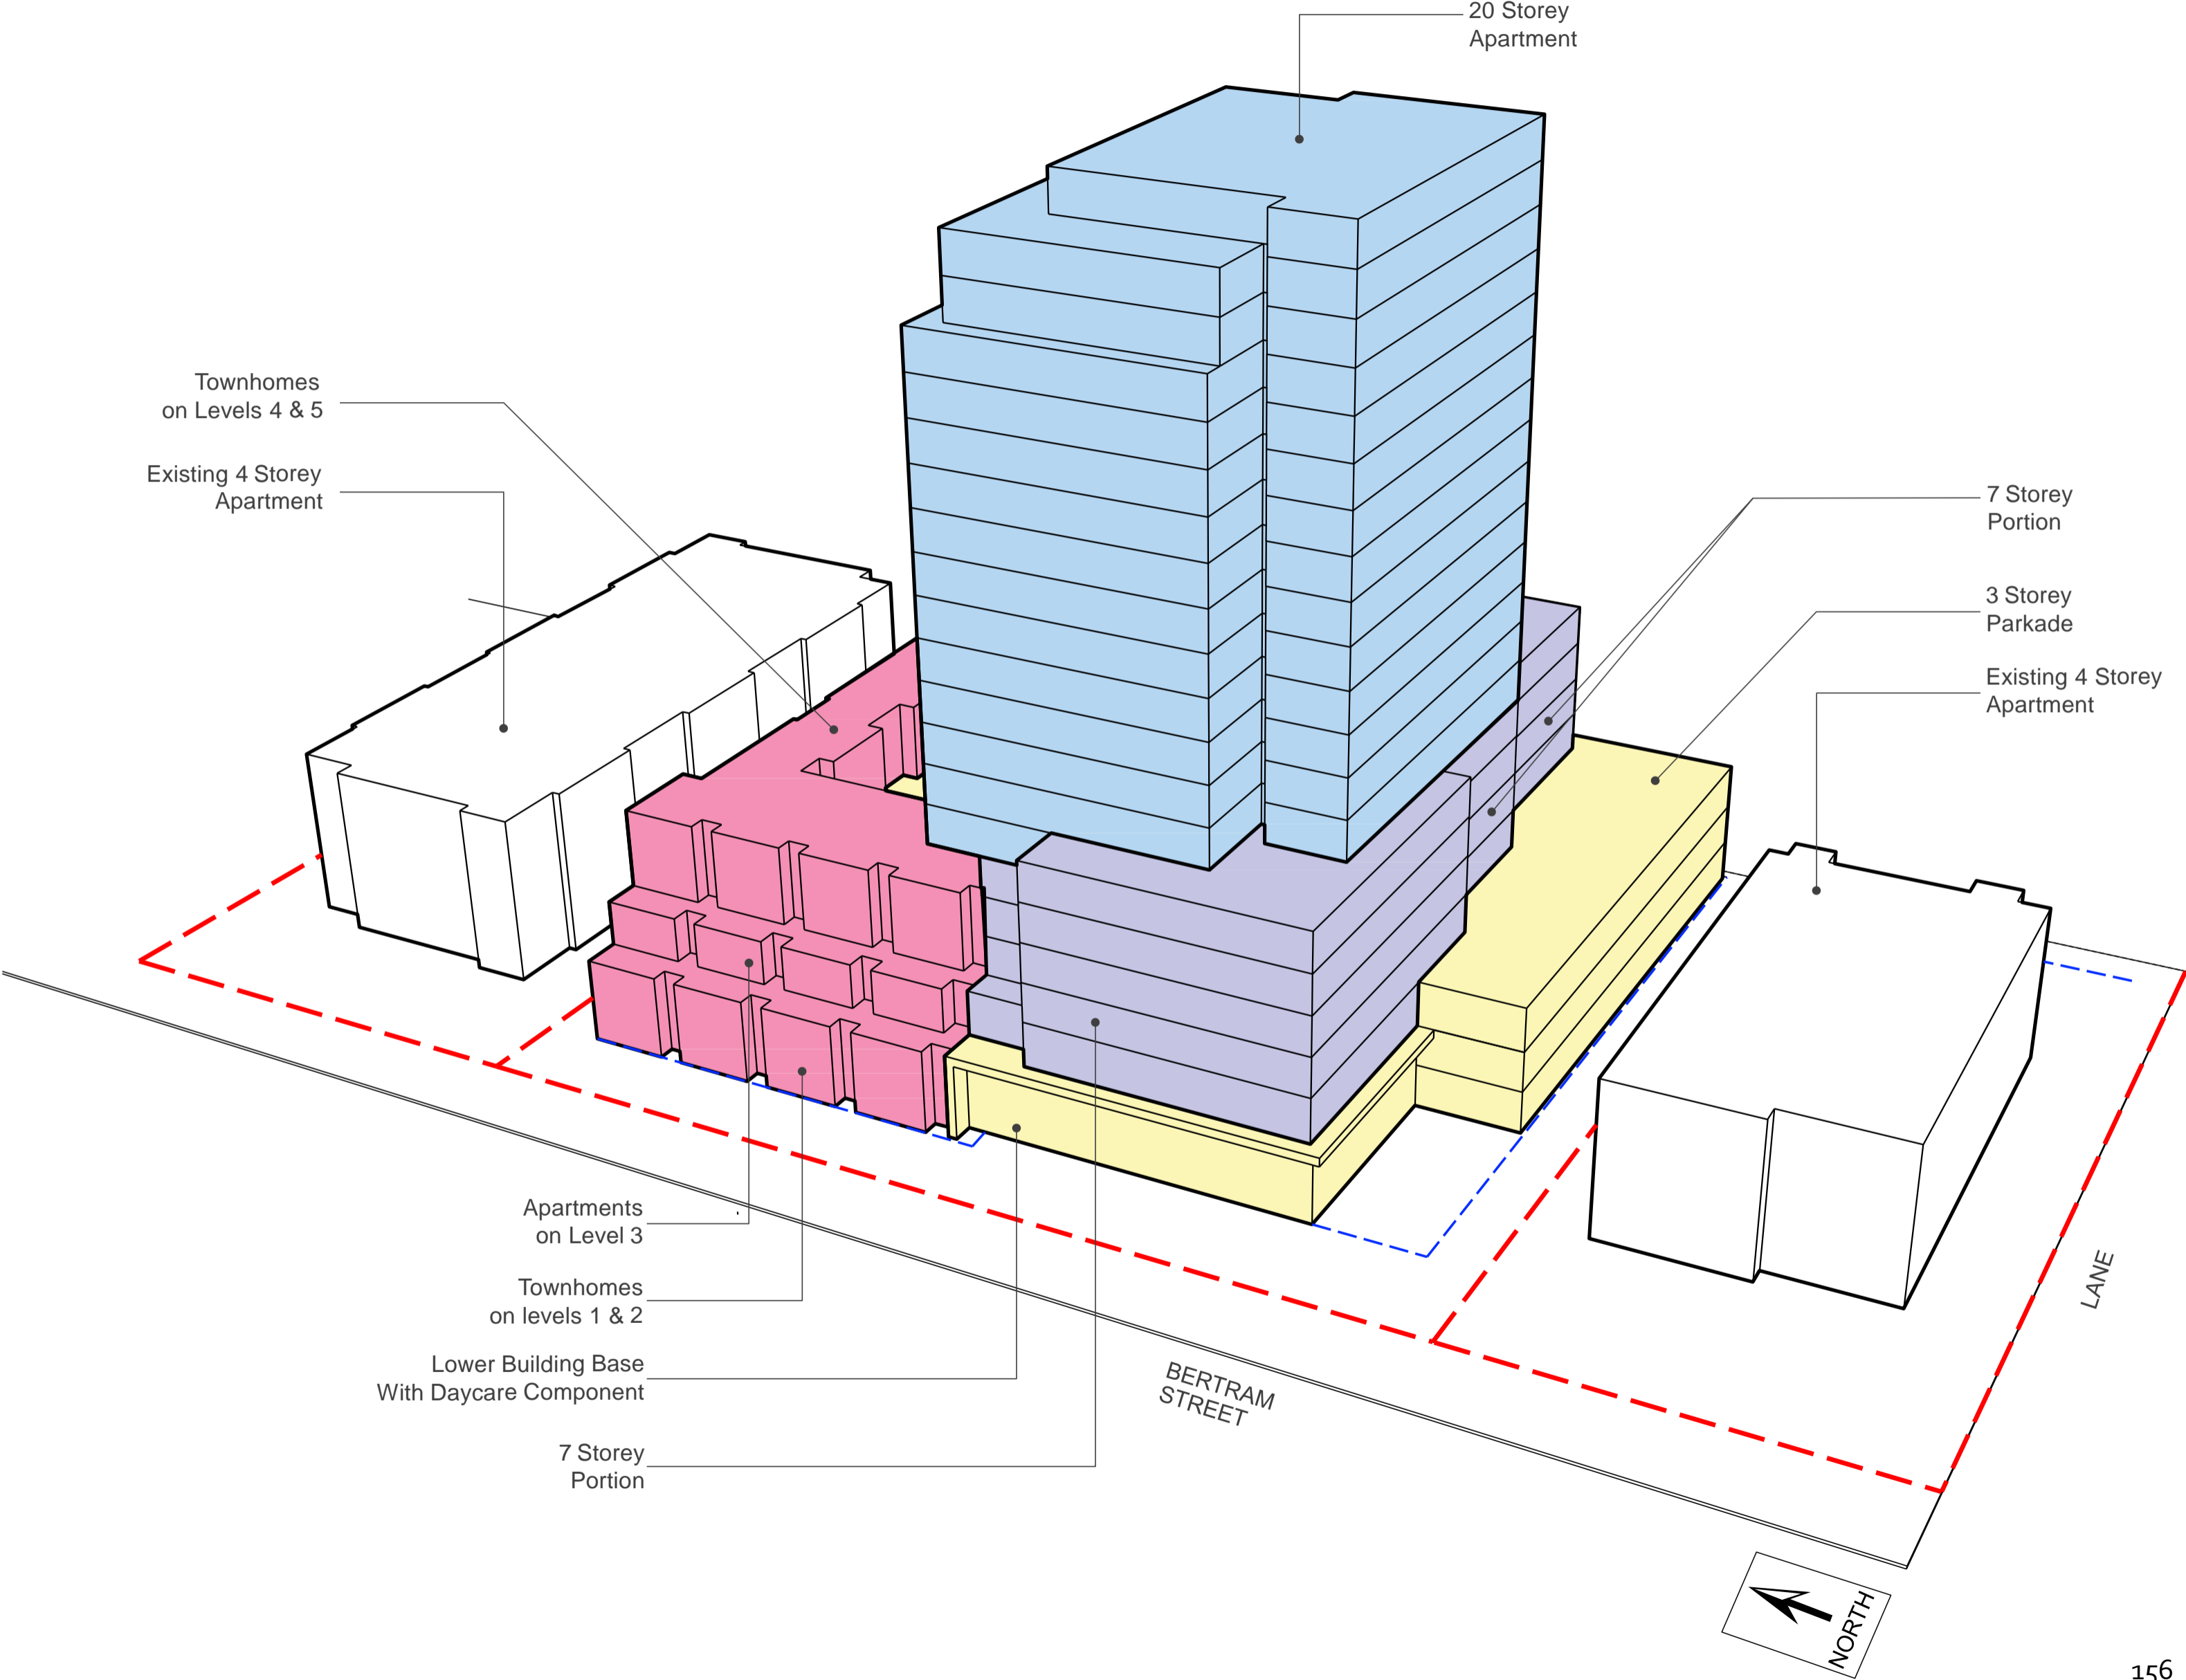 20 Storey
Apartment
Townhomes
on Levels 4 & 5
Existing 4 Storey
Apartment
7 Storey
Portion
3 Storey
Parkade
Existing 4 Storey
Apartment
Apartments
on Level 3
Townhomes
on levels 1 & 2
Lower Building Base
With Daycare Component
7 Storey
Portion
BERTRAM
STREET
LANE
NORTH
156